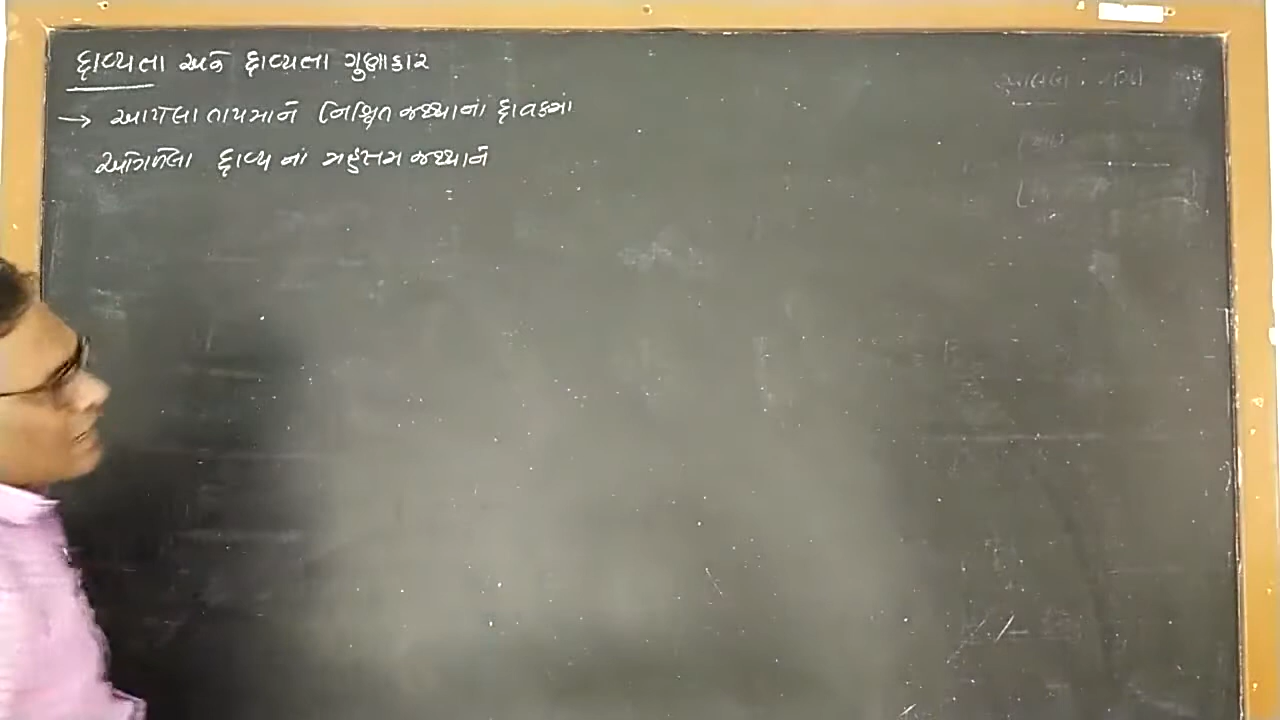 દ્રાવ્યતા અને દ્રાવ્યતા ગુણાકાર
→ આપેલા તાપમાને નિશ્ચિત જથ્થાનાં દ્રાવકમાં
ઓગળેલા દ્રાવ્ય નાં મહત્તમ જથ્થાને